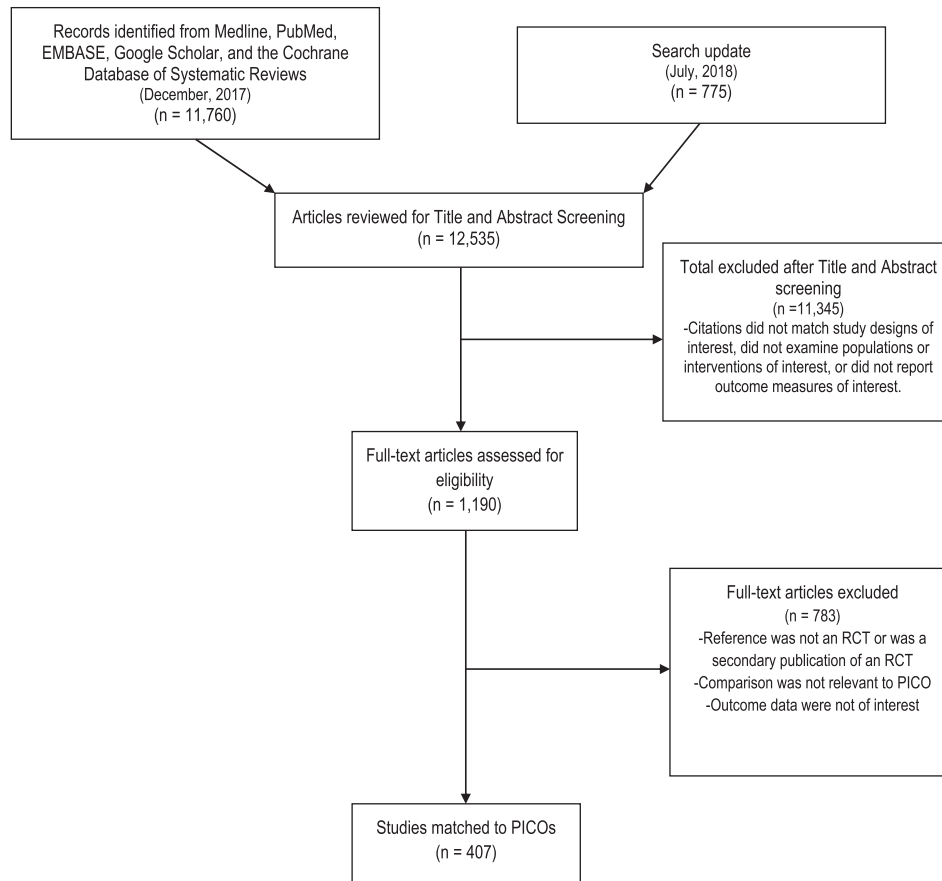 Records identified from Medline, PubMed,
EMBASE, Google Scholar, and the Cochrane
Database of Systematic Reviews
(December, 2017)
(n = 11,760)
Search update
(July, 2018)
(n = 775)
Articles reviewed for Title and Abstract Screening
(n = 12,535)
Total excluded after Title and Abstract
screening
(n =11,345)
-Citations did not match study designs of
interest, did not examine populations or
interventions of interest, or did not report
outcome measures of interest.
Full-text articles assessed for
eligibility
(n = 1,190)
Full-text articles excluded
(n = 783)
-Reference was not an RCT or was a
secondary publication of an RCT
-Comparison was not relevant to PICO
-Outcome data were not of interest
Studies matched to PICOs
(n = 407)